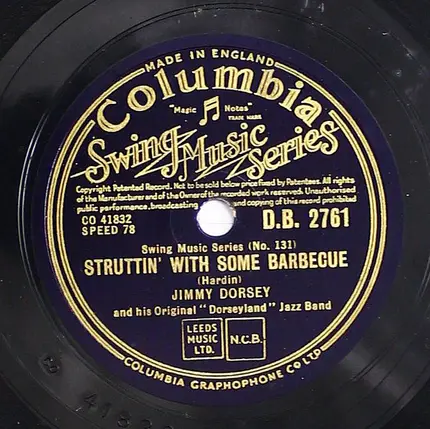 MADE IN ENGLAND
Columbia
"Magic Notes"
TRADE MARK
Swing Music Series
Copyright Patented Record. Not to be sold below price fixed by Patentees. All rights
of the Manufacturer and of the Owner of the recorded work reserved. Unauthorised
public performance, broadcasting and copying of this record prohibited
CO 41832
D.B. 2761
SPEED 78
Swing Music Series (No. 131)
STRUTTIN' WITH SOME BARBECUE
(Hardin)
JIMMY DORSEY
and his Original "Dorseyland" Jazz Band
LEEDS
MUSIC
LTD.
N.C.B.
COLUMBIA GRAPHOPHONE CO LTD